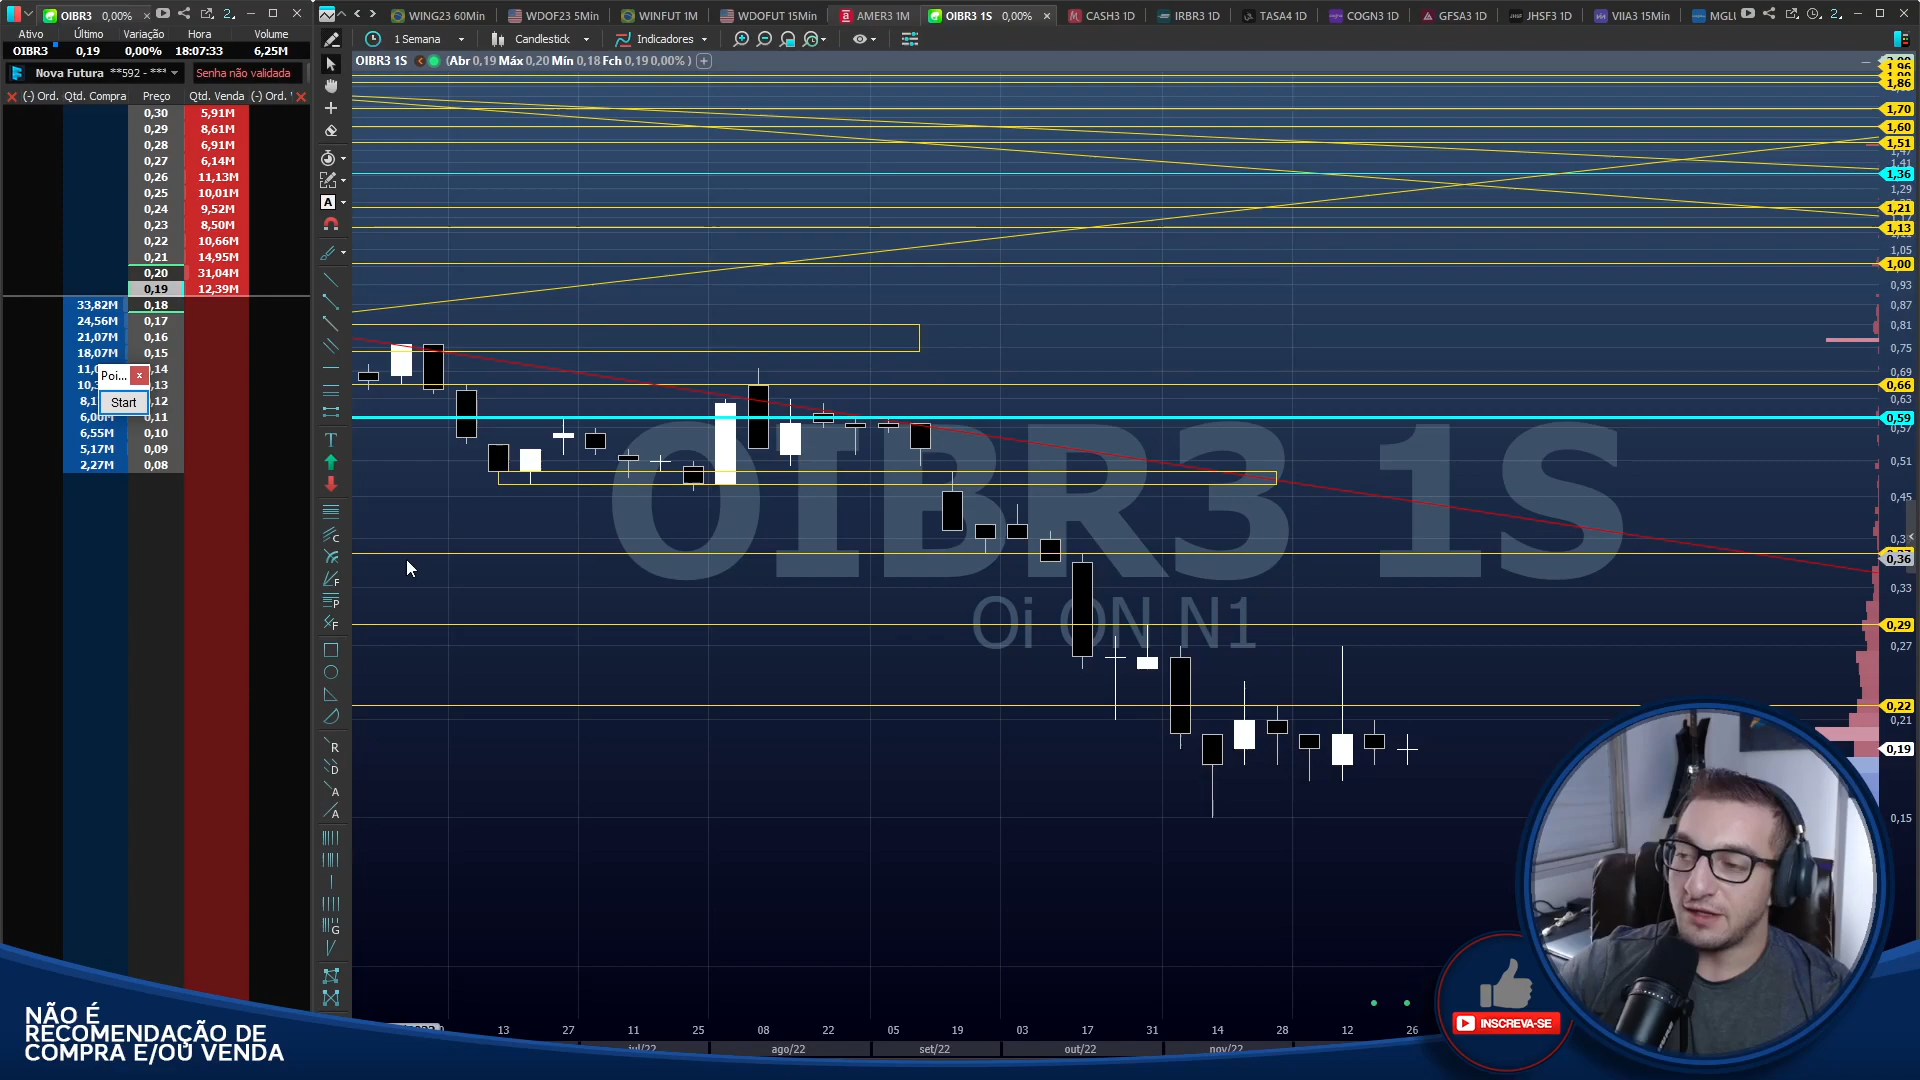 OIBR3 0,00% 2.
WING23 60Min WDOF23 5Min WINFUT 1M WDOFUT 15Min AMER3 1M OIBR3 1S 0,00% CASH3 1D IRBR3 1D TASA4 1D COGN3 1D GFSA3 1D JHSF3 1D VIIA3 15Min MGLU 2.
Ativo Último Variação Hora Volume
OIBR3 0,19 0,00% 18:07:33 6,25M
1 Semana Candlestick Indicadores
Nova Futura **592 - *** Senha não validada
OIBR3 1S (Abr 0,19 Máx 0,20 Mín 0,18 Fch 0,19 0,00% )
(-) Ord. Qtd. Compra Preço Qtd. Venda (-) Ord.
0,30 5,91M
0,29 8,61M
0,28 6,91M
0,27 6,14M
0,26 11,13M
0,25 10,01M
0,24 9,52M
0,23 8,50M
0,22 10,66M
0,21 14,95M
0,20 31,04M
0,19 12,39M
33,82M 0,18
24,56M 0,17
21,07M 0,16
18,07M 0,15
Poi...
Start
6,55M 0,10
5,17M 0,09
2,27M 0,08
1,96
1,86
1,70
1,60
1,51
1,41
1,36
1,29
1,21
1,13
1,05
1,00
0,93
0,87
0,81
0,75
0,69
0,66
0,63
0,59
0,57
0,51
0,45
0,36
0,33
0,29
0,27
0,22
0,21
0,19
0,15
OIBR3 1S
Oi ON N1
13 27 11 25 08 22 05 19 03 17 31 14 28 12 26
jul/22 ago/22 set/22 out/22 nov/22
NÃO É
RECOMENDAÇÃO DE
COMPRA E/OU VENDA
INSCREVA-SE